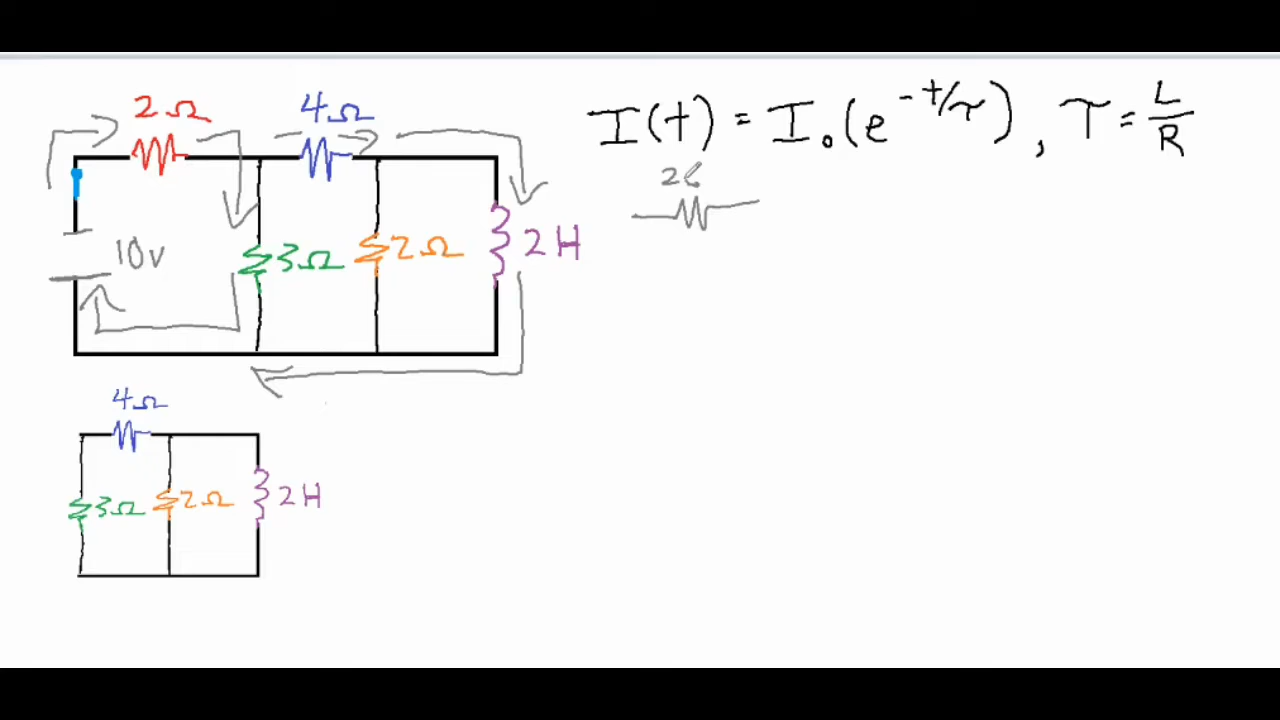 2Ω 4Ω
I(t) = I₀(e^{-t/τ}), τ = L/R
10v 3Ω 2Ω 2H
4Ω
3Ω 2Ω 2H